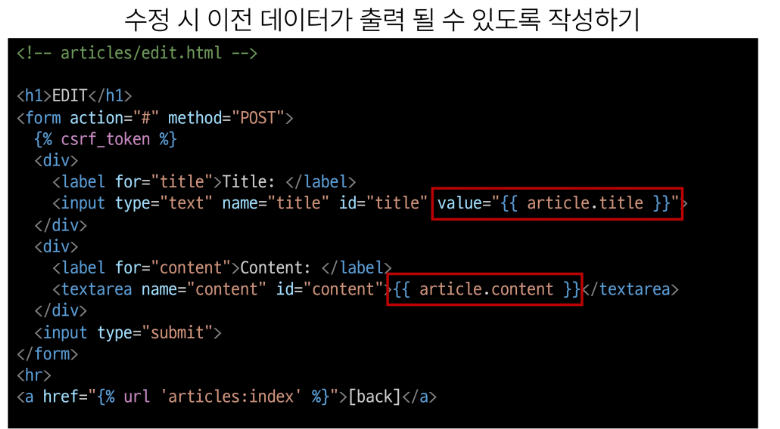 수정 시 이전 데이터가 출력 될 수 있도록 작성하기
<!-- articles/edit.html -->
<h1>EDIT</h1>
<form action="#" method="POST">
  {% csrf_token %}
  <div>
    <label for="title">Title: </label>
    <input type="text" name="title" id="title" value="{{ article.title }}">
  </div>
  <div>
    <label for="content">Content: </label>
    <textarea name="content" id="content">{{ article.content }}</textarea>
  </div>
  <input type="submit">
</form>
<hr>
<a href="{% url 'articles:index' %}">[back]</a>